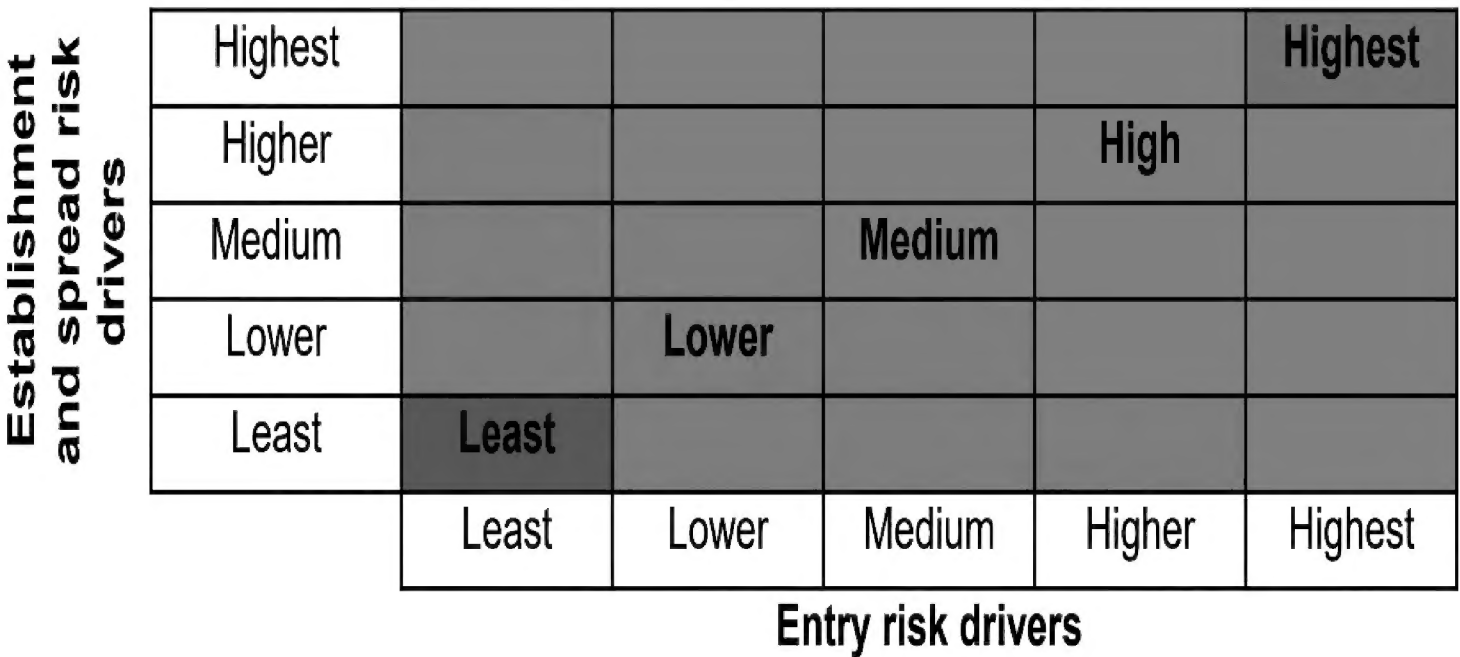 Establishment
and spread risk
drivers
Highest Highest
Higher High
Medium Medium
Lower Lower
Least Least
Least Lower Medium Higher Highest
Entry risk drivers